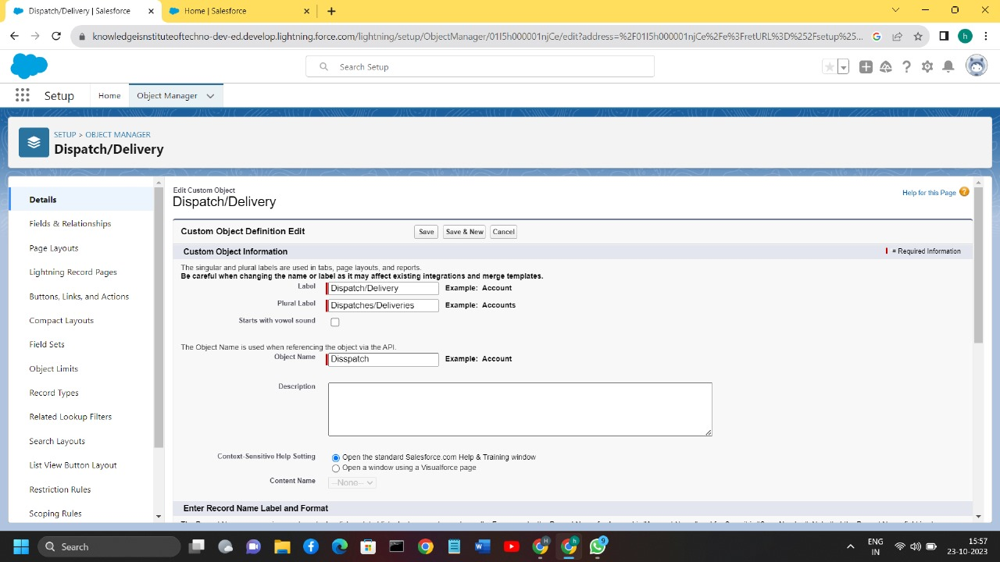 Dispatch/Delivery | Salesforce
Home | Salesforce
knowledgeisnstituteoftechno-dev-ed.develop.lightning.force.com/lightning/setup/ObjectManager/01I5h000001njCe/edit?address=%2F01I5h000001njCe%2Fe%3FretURL%3D%252Fsetup%25...
h
Search Setup
Setup
Home
Object Manager
SETUP > OBJECT MANAGER
Dispatch/Delivery
Details
Fields & Relationships
Page Layouts
Lightning Record Pages
Buttons, Links, and Actions
Compact Layouts
Field Sets
Object Limits
Record Types
Related Lookup Filters
Search Layouts
List View Button Layout
Restriction Rules
Scoping Rules
Edit Custom Object
Dispatch/Delivery
Help for this Page
Custom Object Definition Edit
Save
Save & New
Cancel
Custom Object Information
= Required Information
The singular and plural labels are used in tabs, page layouts, and reports.
Be careful when changing the name or label as it may affect existing integrations and merge templates.
Label Dispatch/Delivery Example: Account
Plural Label Dispatches/Deliveries Example: Accounts
Starts with vowel sound
The Object Name is used when referencing the object via the API.
Object Name Disspatch Example: Account
Description
Context-Sensitive Help Setting Open the standard Salesforce.com Help & Training window
Open a window using a Visualforce page
Content Name --None--
Enter Record Name Label and Format
Search
9
ENG
IN
15:57
23-10-2023